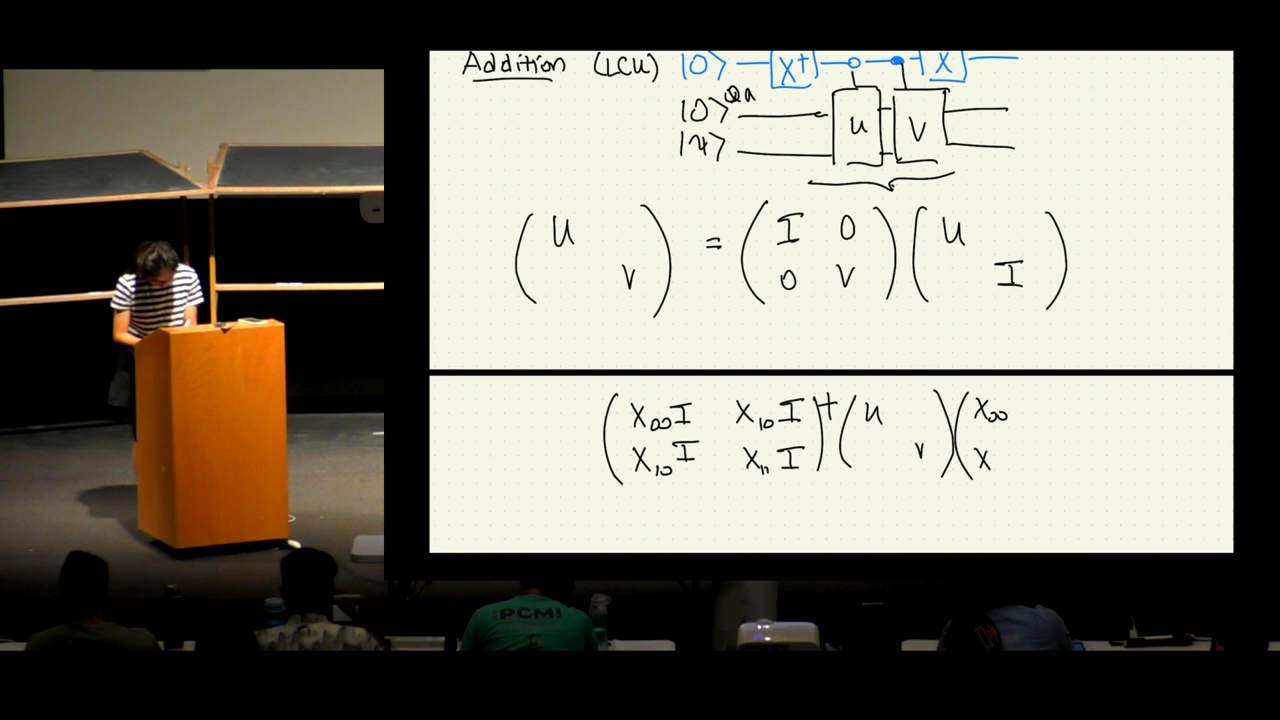 Addition (LCU) |0⟩ X† X
|0⟩^⊗a U V
|ψ⟩
( U
V ) = ( I 0
0 V ) ( U
I )
( X₀₀I X₁₀I
X₁₀I X₁₁I )† ( U
V ) ( X₀₀
X
PCMI